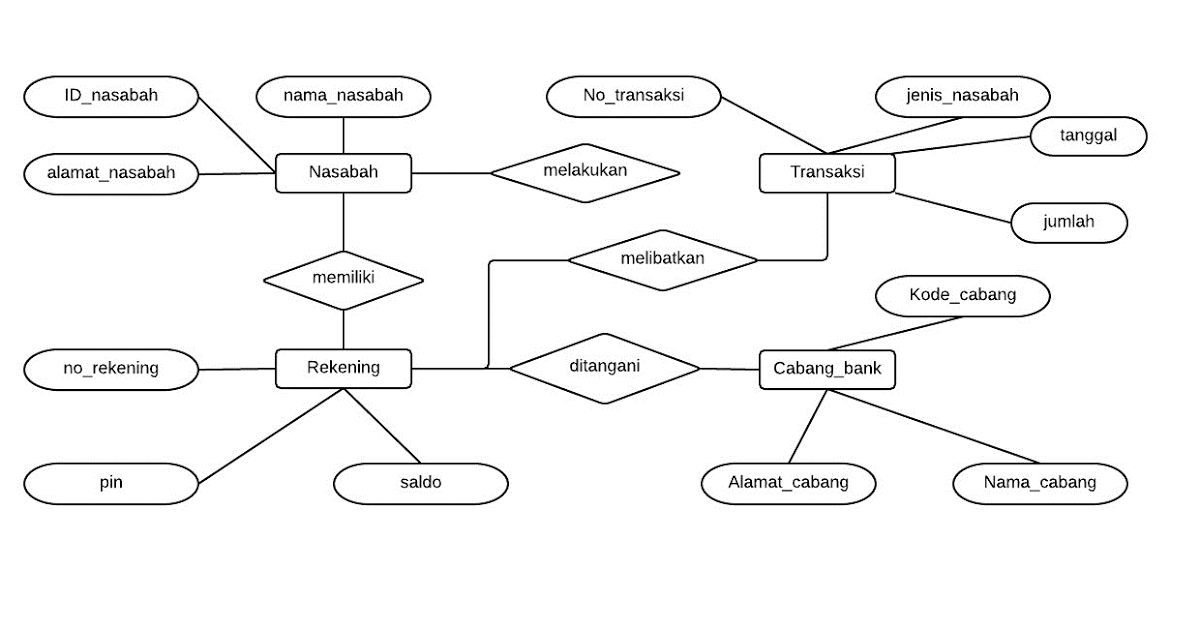 ID_nasabah
nama_nasabah
No_transaksi
jenis_nasabah
tanggal
alamat_nasabah
Nasabah
melakukan
Transaksi
jumlah
melibatkan
memiliki
Kode_cabang
no_rekening
Rekening
ditangani
Cabang_bank
pin
saldo
Alamat_cabang
Nama_cabang